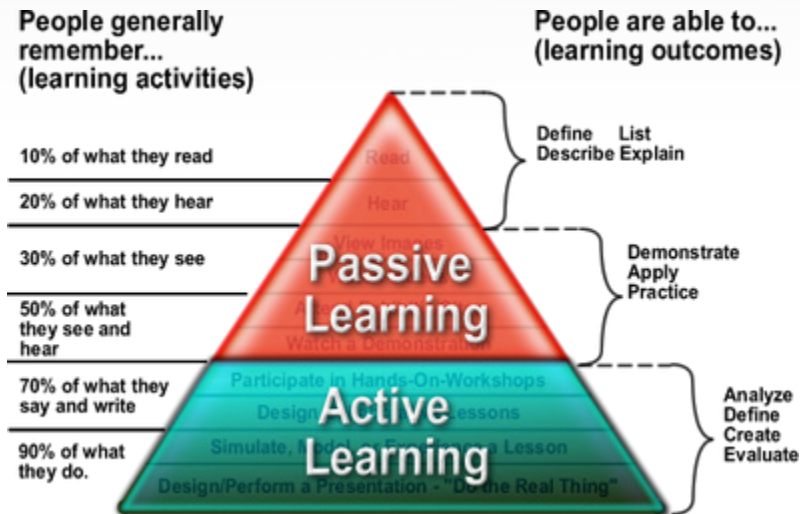 People generally
remember...
(learning activities)
People are able to...
(learning outcomes)
10% of what they read
20% of what they hear
30% of what they see
50% of what
they see and
hear
70% of what they
say and write
90% of what
they do.
Read
Hear
View Images
Watch a Demonstration
Passive
Learning
Participate in Hands-On-Workshops
Design Lessons
Simulate, Model, or Experience a Lesson
Design/Perform a Presentation - "Do the Real Thing"
Active
Learning
Define List
Describe Explain
Demonstrate
Apply
Practice
Analyze
Define
Create
Evaluate